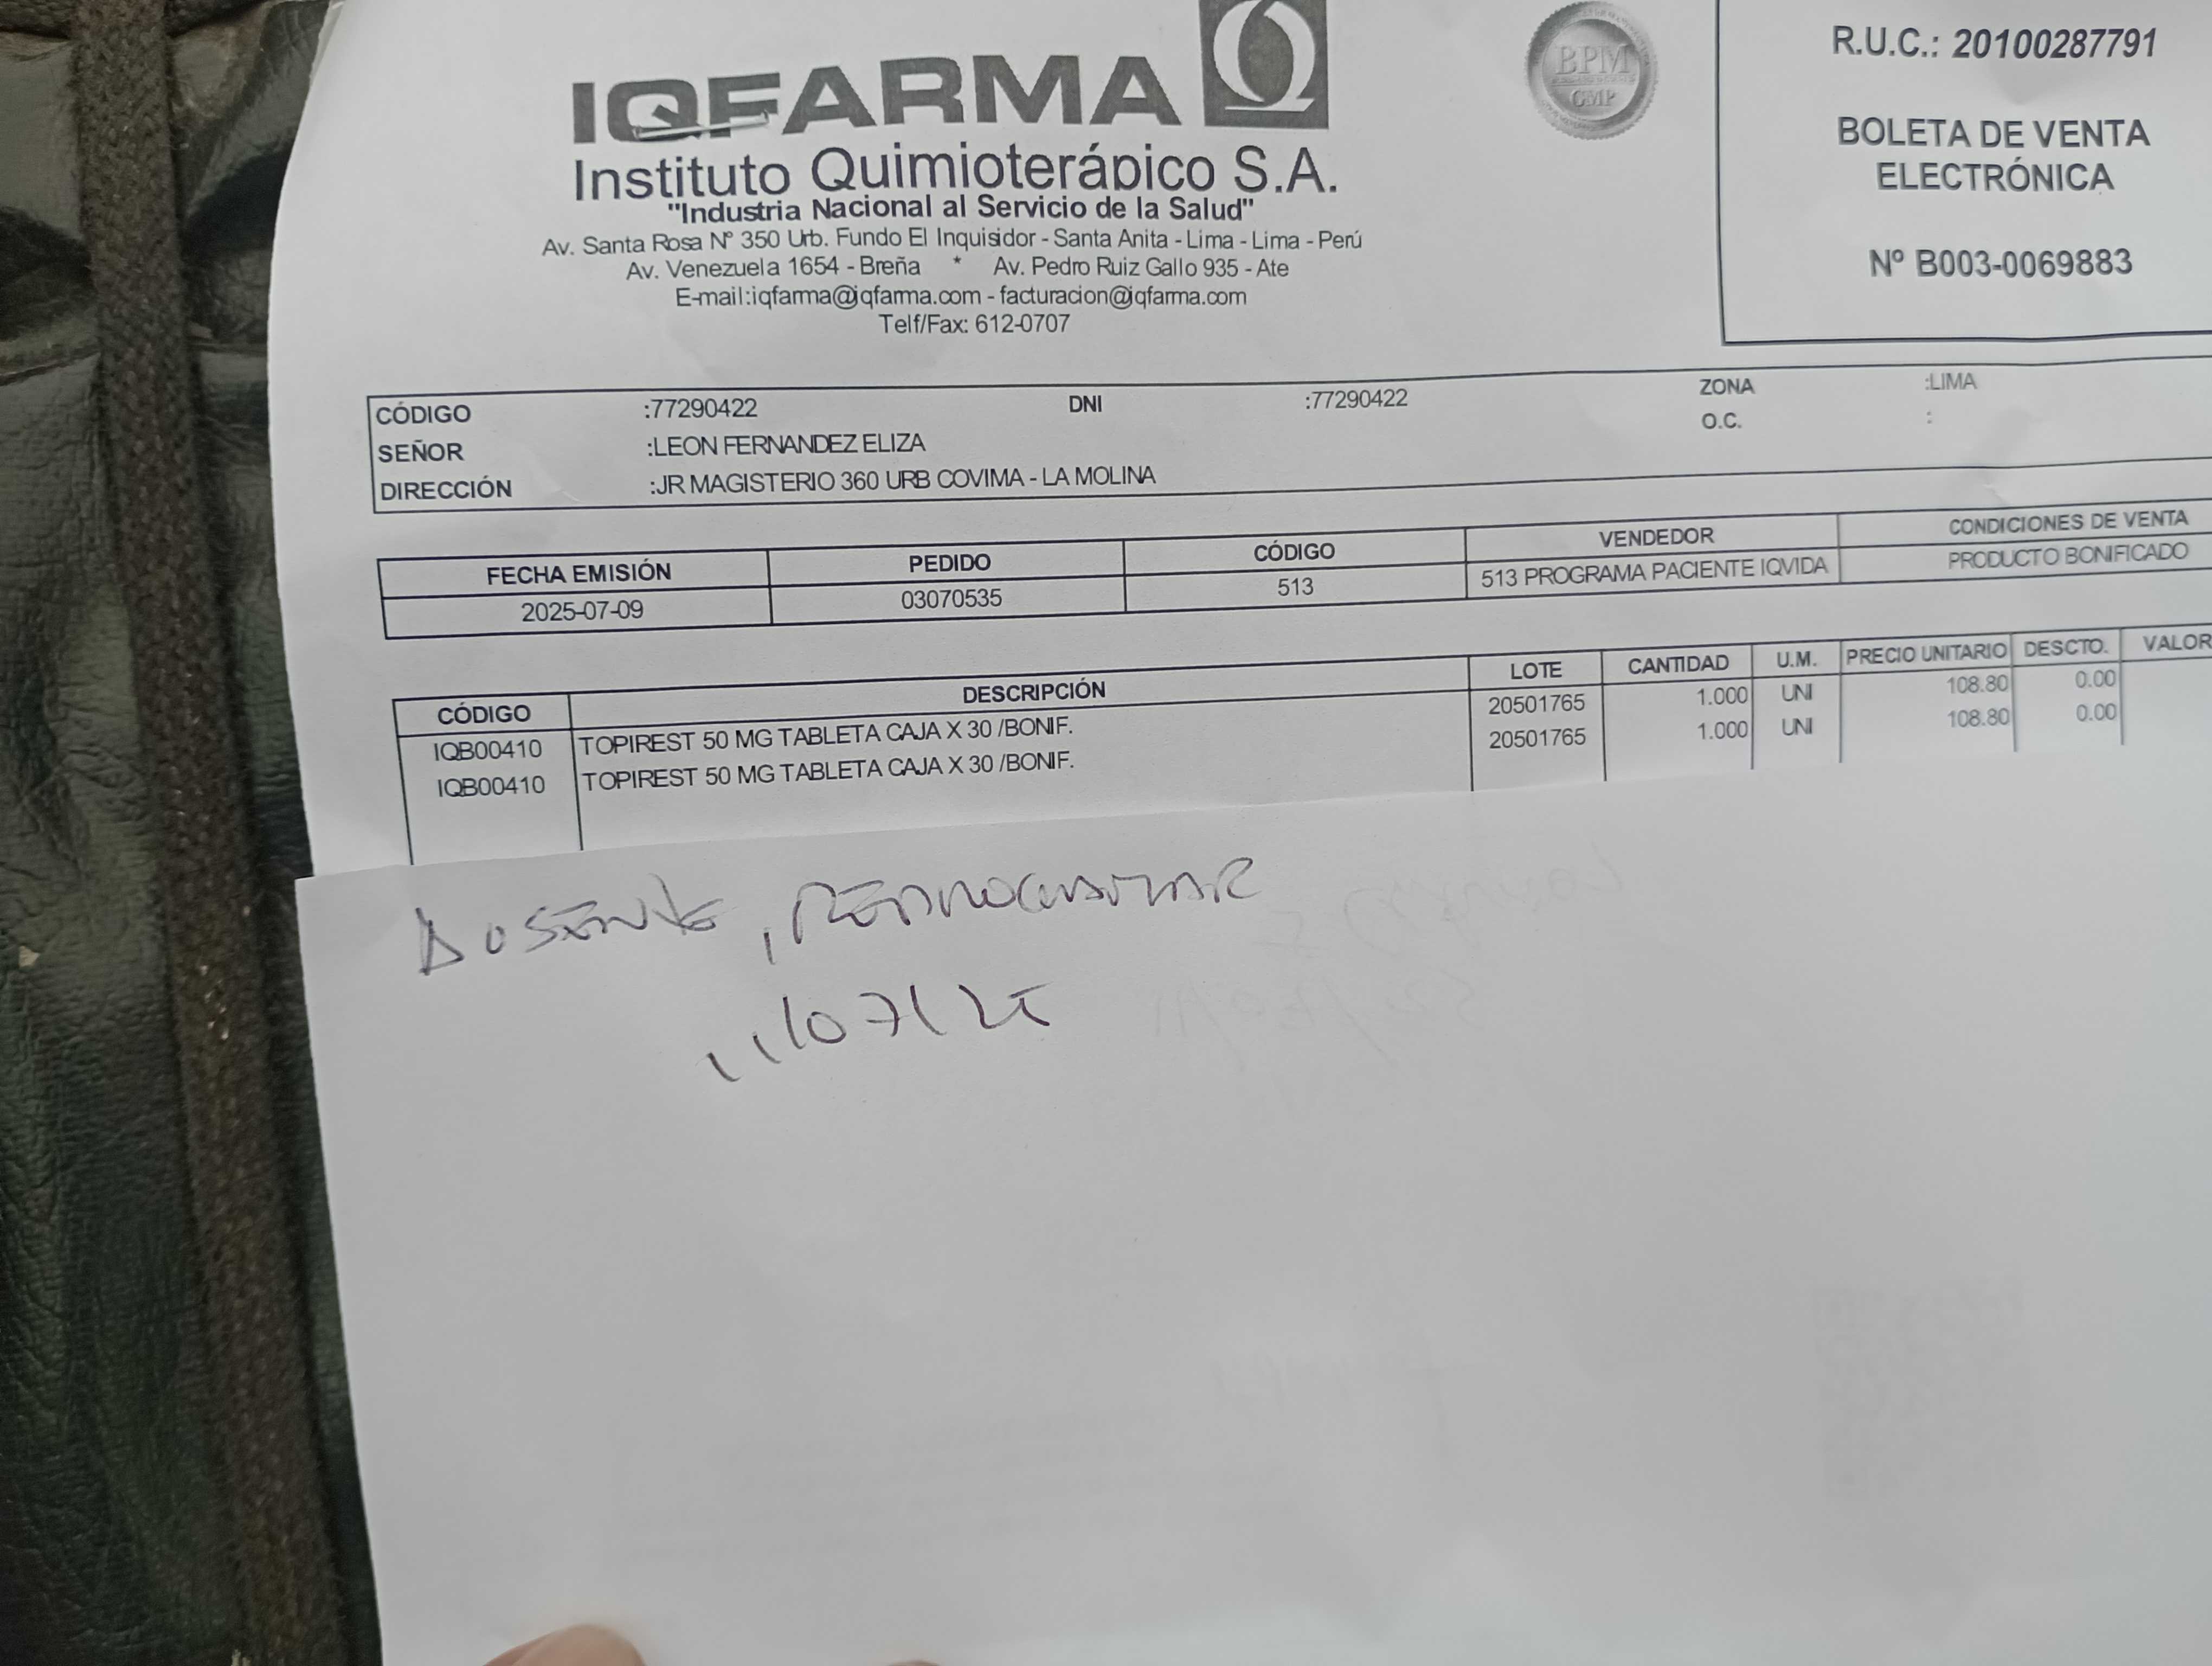 IQFARMA
Instituto Quimioterápico S.A.
"Industria Nacional al Servicio de la Salud"
Av. Santa Rosa Nº 350 Urb. Fundo El Inquisidor - Santa Anita - Lima - Lima - Perú
Av. Venezuela 1654 - Breña * Av. Pedro Ruiz Gallo 935 - Ate
E-mail:iqfarma@iqfarma.com - facturacion@iqfarma.com
Telf/Fax: 612-0707
BPM
GMP
R.U.C.: 20100287791
BOLETA DE VENTA
ELECTRÓNICA
Nº B003-0069883
CÓDIGO :77290422 DNI :77290422 ZONA :LIMA
SEÑOR :LEON FERNANDEZ ELIZA O.C. :
DIRECCIÓN :JR MAGISTERIO 360 URB COVIMA - LA MOLINA
FECHA EMISIÓN PEDIDO CÓDIGO VENDEDOR CONDICIONES DE VENTA
2025-07-09 03070535 513 513 PROGRAMA PACIENTE IQVIDA PRODUCTO BONIFICADO
CÓDIGO DESCRIPCIÓN LOTE CANTIDAD U.M. PRECIO UNITARIO DESCTO. VALOR
IQB00410 TOPIREST 50 MG TABLETA CAJA X 30 /BONIF. 20501765 1.000 UNI 108.80 0.00
IQB00410 TOPIREST 50 MG TABLETA CAJA X 30 /BONIF. 20501765 1.000 UNI 108.80 0.00
AUSENTE,
11/07/25